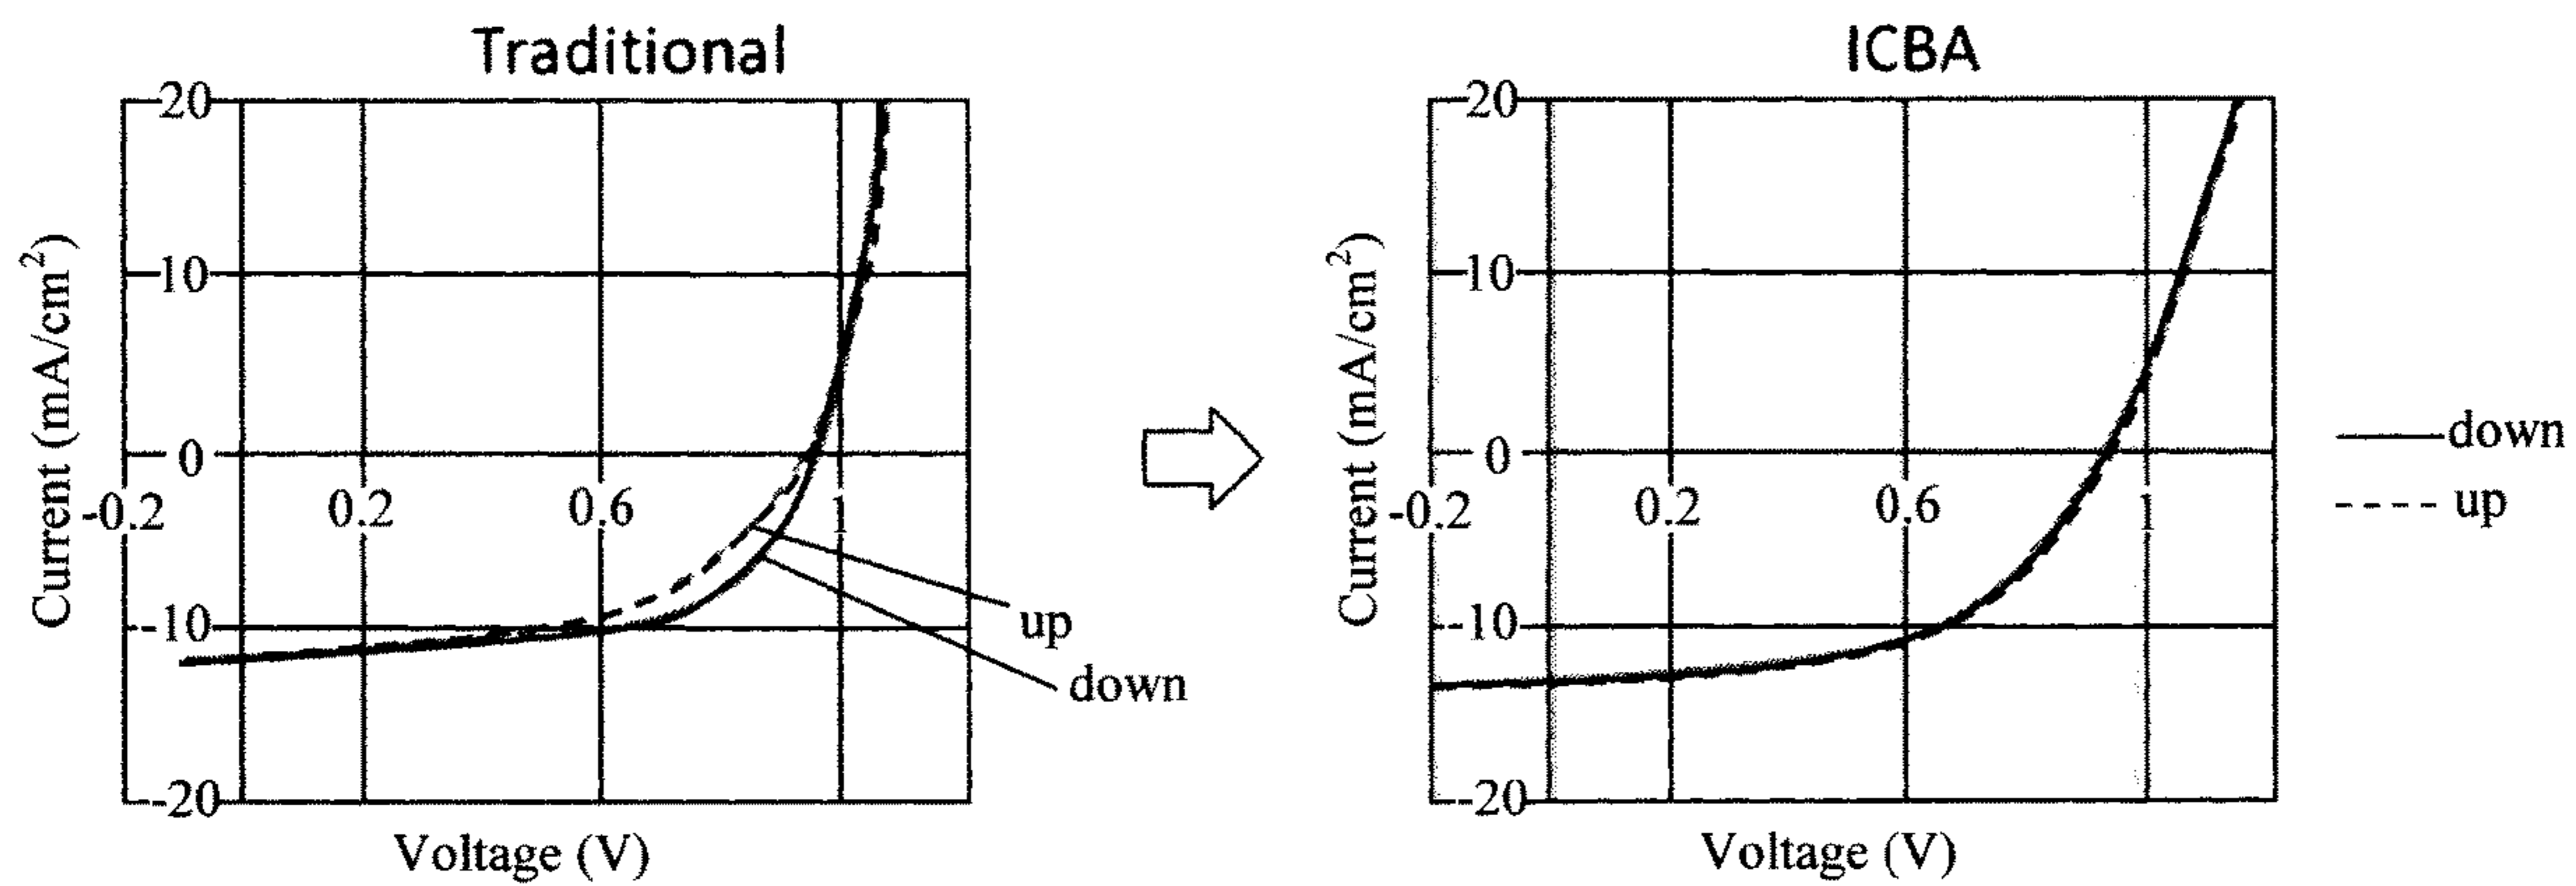 Traditional
20
10
0
-0.2 0.2 0.6 1
-10
-20
Current (mA/cm²)
Voltage (V)
up
down
ICBA
20
10
0
-0.2 0.2 0.6 1
-10
-20
Current (mA/cm²)
Voltage (V)
down
up